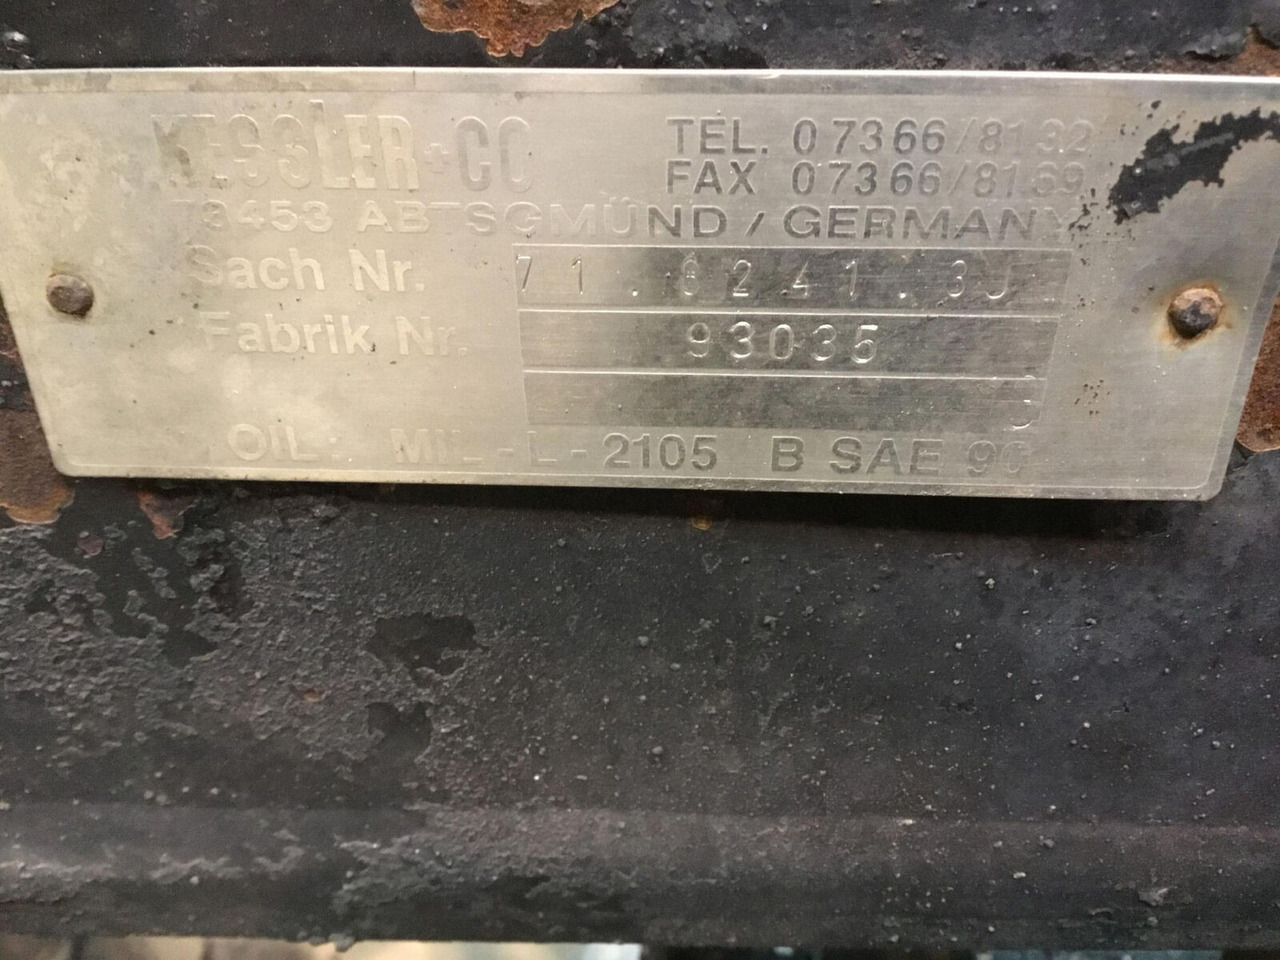 KESSLER+CO
TEL. 07366/8132
FAX 07366/8169
73453 ABTSGMÜND / GERMANY
Sach Nr.
Fabrik Nr. 93035
OIL: MIL-L-2105 B SAE 90